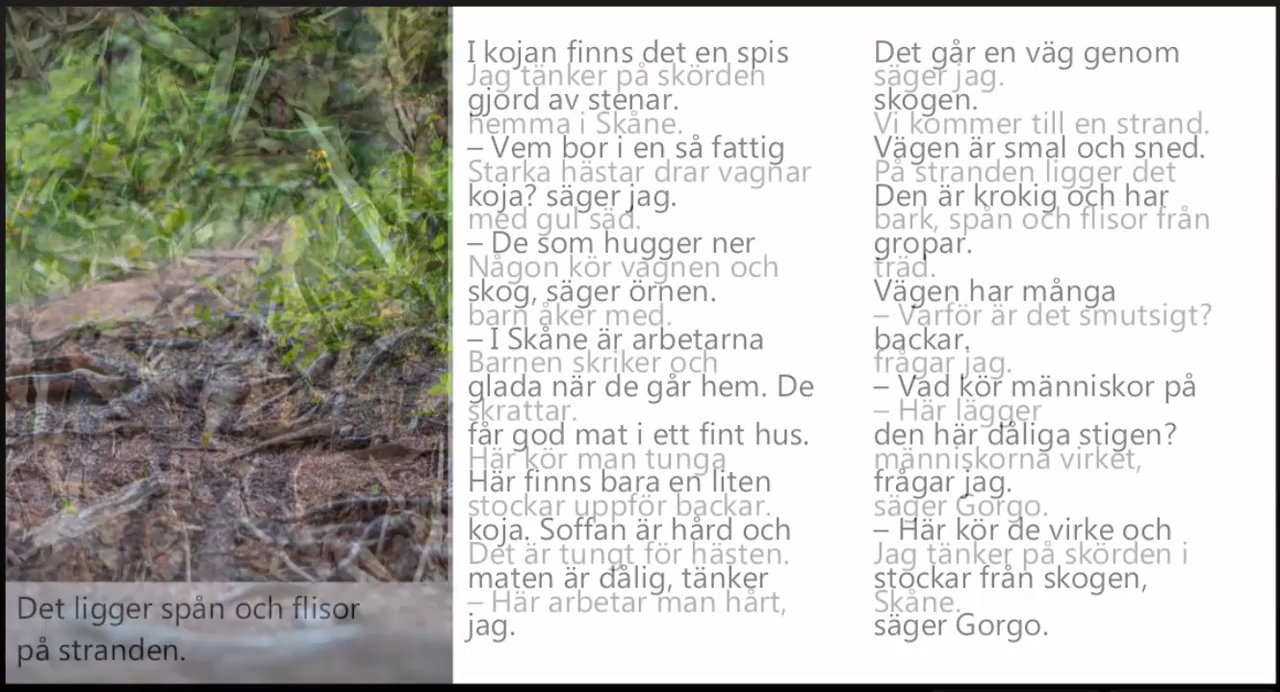 I kojan finns det en spis
gjord av stenar.
– Vem bor i en så fattig
koja? säger jag.
– De som hugger ner
skog, säger örnen.
– I Skåne är arbetarna
glada när de går hem. De
får god mat i ett fint hus.
Här finns bara en liten
koja. Soffan är hård och
maten är dålig, tänker
jag.
Det går en väg genom
skogen.
Vägen är smal och sned.
Den är krokig och har
gropar.
Vägen har många
backar.
– Vad kör människor på
den här dåliga stigen?
frågar jag.
– Här kör de virke och
stockar från skogen,
säger Gorgo.
Jag tänker på skörden
hemma i Skåne.
Starka hästar drar vagnar
med gul säd.
Någon kör vagnen och
barn åker med.
Barnen skriker och
skrattar.
Här kör man tunga
stockar uppför backar.
Det är tungt för hästen.
– Här arbetar man hårt,
säger jag.
Vi kommer till en strand.
På stranden ligger det
bark, spån och flisor från
träd.
– Varför är det smutsigt?
frågar jag.
– Här lägger
människorna virket,
säger Gorgo.
Jag tänker på skörden i
Skåne.
Det ligger spån och flisor
på stranden.